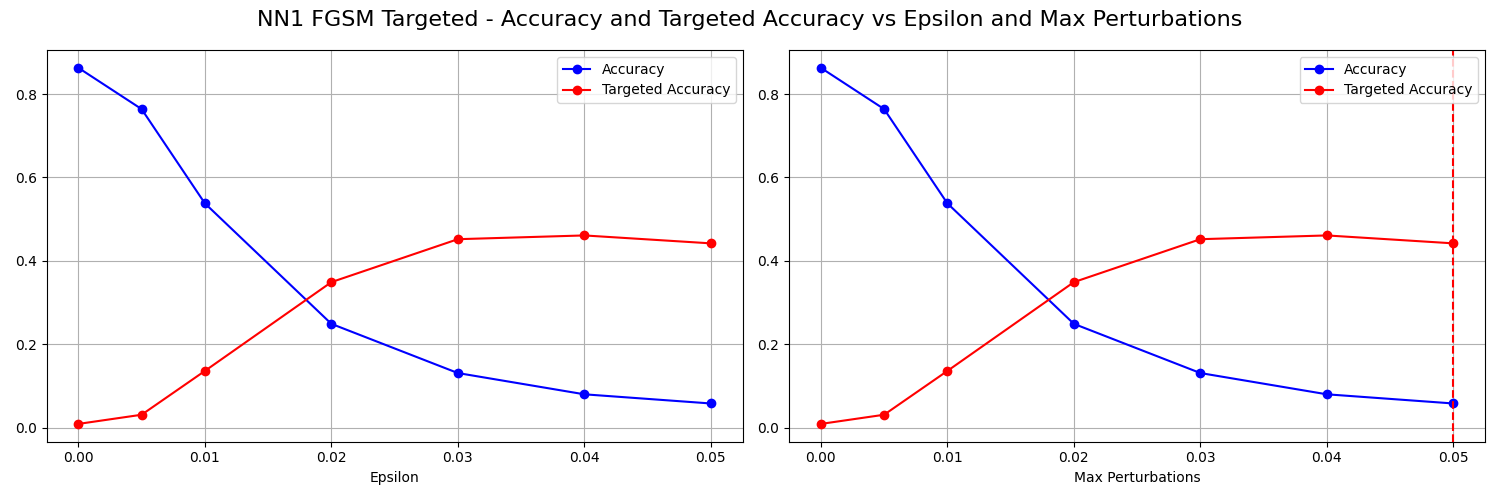 NN1 FGSM Targeted - Accuracy and Targeted Accuracy vs Epsilon and Max Perturbations
Accuracy
Targeted Accuracy
0.8
0.6
0.4
0.2
0.0
0.00 0.01 0.02 0.03 0.04 0.05
Epsilon
Accuracy
Targeted Accuracy
0.8
0.6
0.4
0.2
0.0
0.00 0.01 0.02 0.03 0.04 0.05
Max Perturbations